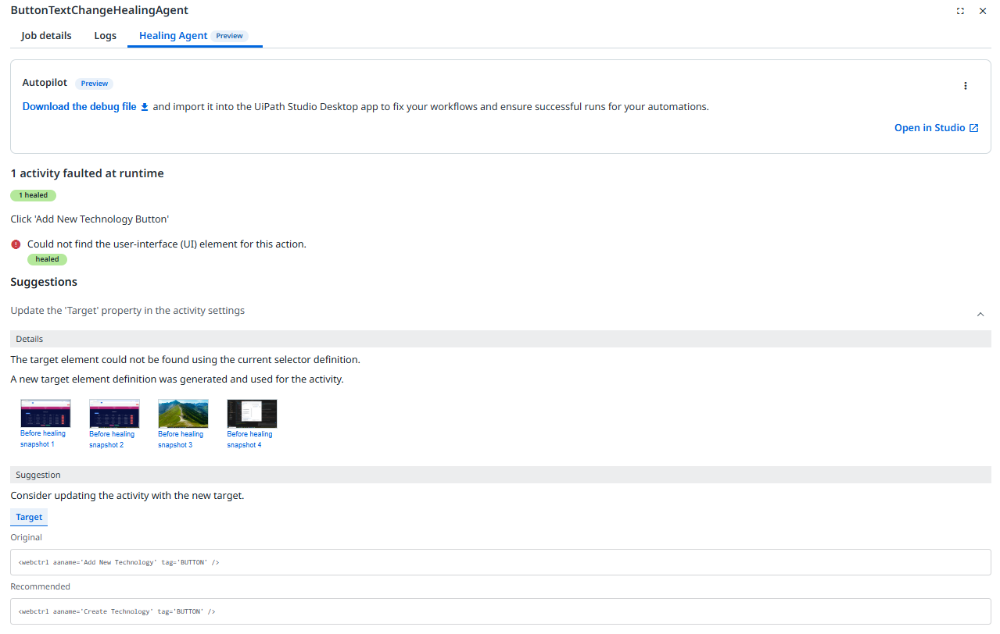 ButtonTextChangeHealingAgent
Job details Logs Healing Agent Preview
Autopilot Preview
Download the debug file and import it into the UiPath Studio Desktop app to fix your workflows and ensure successful runs for your automations.
Open in Studio
1 activity faulted at runtime
1 healed
Click 'Add New Technology Button'
Could not find the user-interface (UI) element for this action.
healed
Suggestions
Update the 'Target' property in the activity settings
Details
The target element could not be found using the current selector definition.
A new target element definition was generated and used for the activity.
Before healing snapshot 1
Before healing snapshot 2
Before healing snapshot 3
Before healing snapshot 4
Suggestion
Consider updating the activity with the new target.
Target
Original
<webctrl aaname='Add New Technology' tag='BUTTON' />
Recommended
<webctrl aaname='Create Technology' tag='BUTTON' />